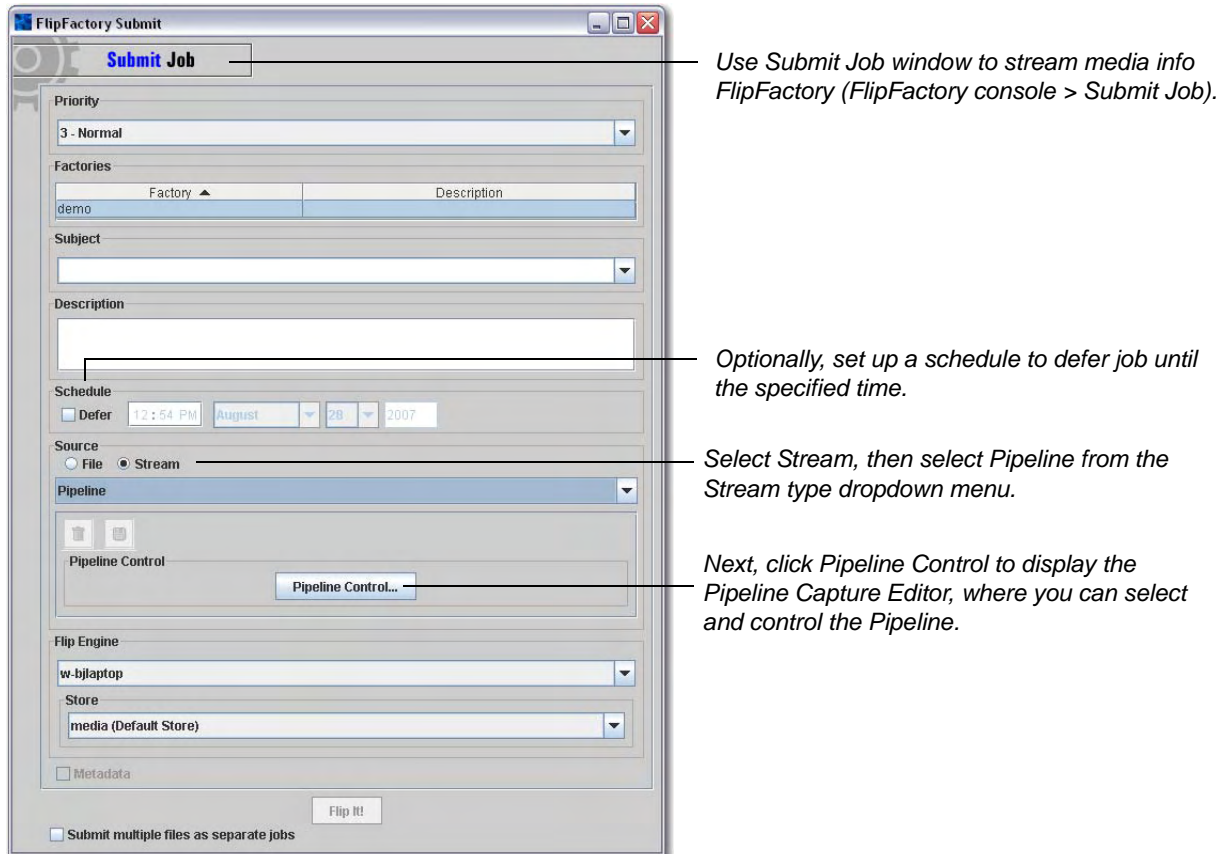 FlipFactory Submit
Submit Job
Use Submit Job window to stream media info
FlipFactory (FlipFactory console > Submit Job).
Priority
3 - Normal
Factories
Factory Description
demo
Subject
Description
Optionally, set up a schedule to defer job until
the specified time.
Schedule
Defer 12:54 PM August 28 2007
Source
File Stream
Select Stream, then select Pipeline from the
Stream type dropdown menu.
Pipeline
Pipeline Control
Pipeline Control...
Next, click Pipeline Control to display the
Pipeline Capture Editor, where you can select
and control the Pipeline.
Flip Engine
w-bjlaptop
Store
media (Default Store)
Metadata
Flip It!
Submit multiple files as separate jobs